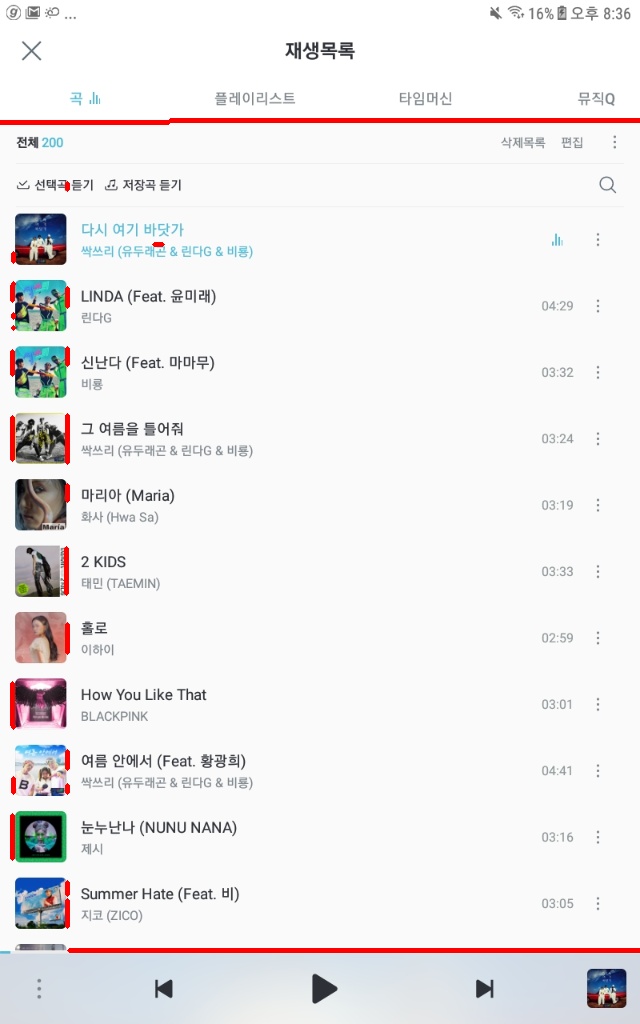 16% 오후 8:36
재생목록
곡 플레이리스트 타임머신 뮤직Q
전체 200 삭제목록 편집
선택곡 듣기 저장곡 듣기
다시 여기 바닷가
싹쓰리 (유두래곤 & 린다G & 비룡)
LINDA (Feat. 윤미래) 04:29
린다G
신난다 (Feat. 마마무) 03:32
비룡
그 여름을 틀어줘 03:24
싹쓰리 (유두래곤 & 린다G & 비룡)
마리아 (Maria) 03:19
화사 (Hwa Sa)
Maria
2 KIDS 03:33
태민 (TAEMIN)
홀로 02:59
이하이
How You Like That 03:01
BLACKPINK
여름 안에서 (Feat. 황광희) 04:41
싹쓰리 (유두래곤 & 린다G & 비룡)
눈누난나 (NUNU NANA) 03:16
제시
Summer Hate (Feat. 비) 03:05
지코 (ZICO)